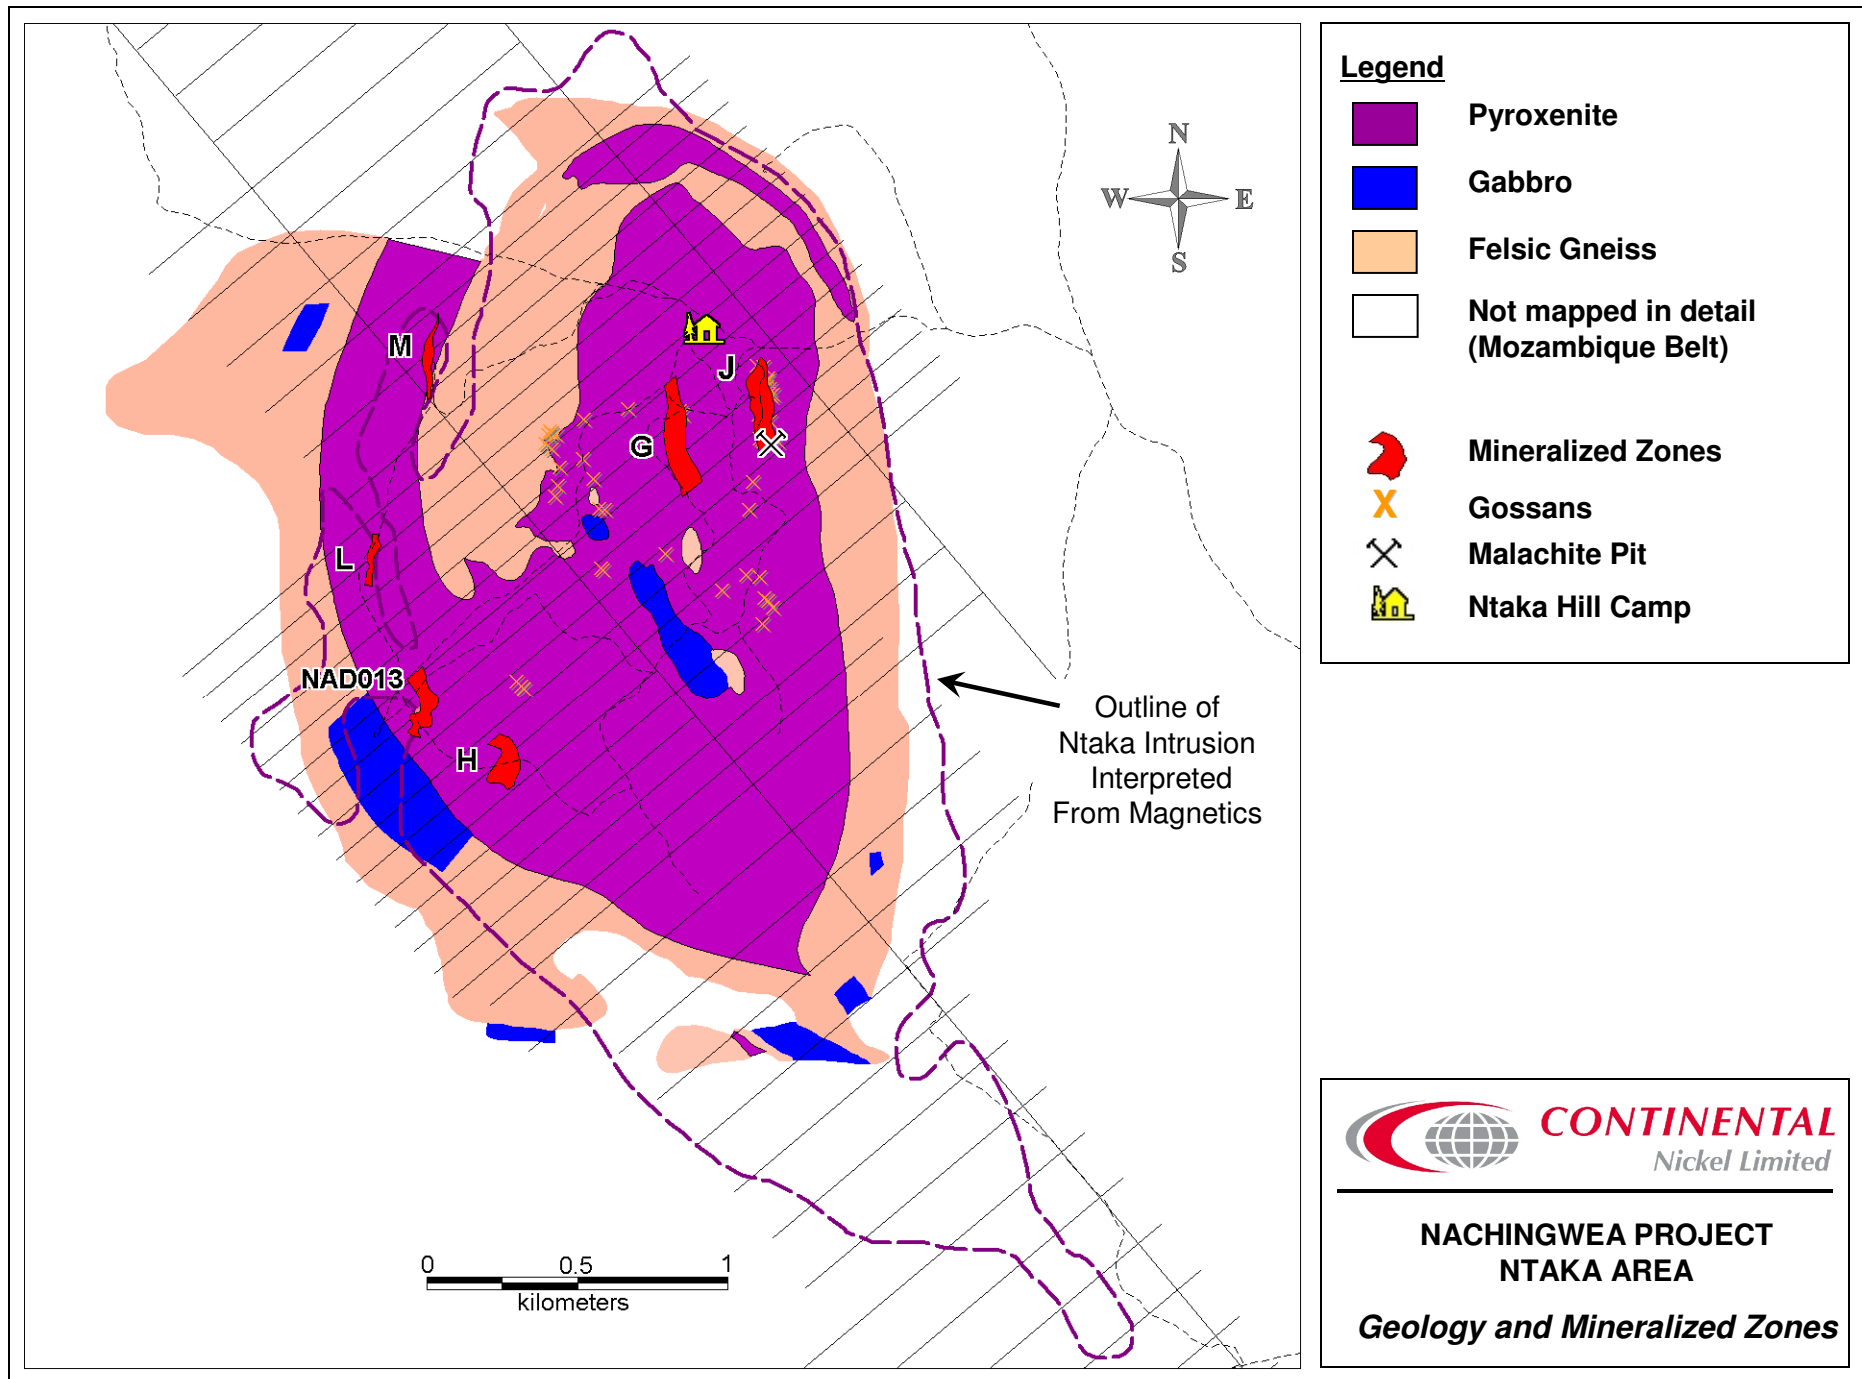 N
W E
S
M
J
G
L
NAD013
H
Outline of
Ntaka Intrusion
Interpreted
From Magnetics
0 0.5 1
kilometers
Legend
Pyroxenite
Gabbro
Felsic Gneiss
Not mapped in detail
(Mozambique Belt)
Mineralized Zones
X Gossans
Malachite Pit
Ntaka Hill Camp
CONTINENTAL
Nickel Limited
NACHINGWEA PROJECT
NTAKA AREA
Geology and Mineralized Zones